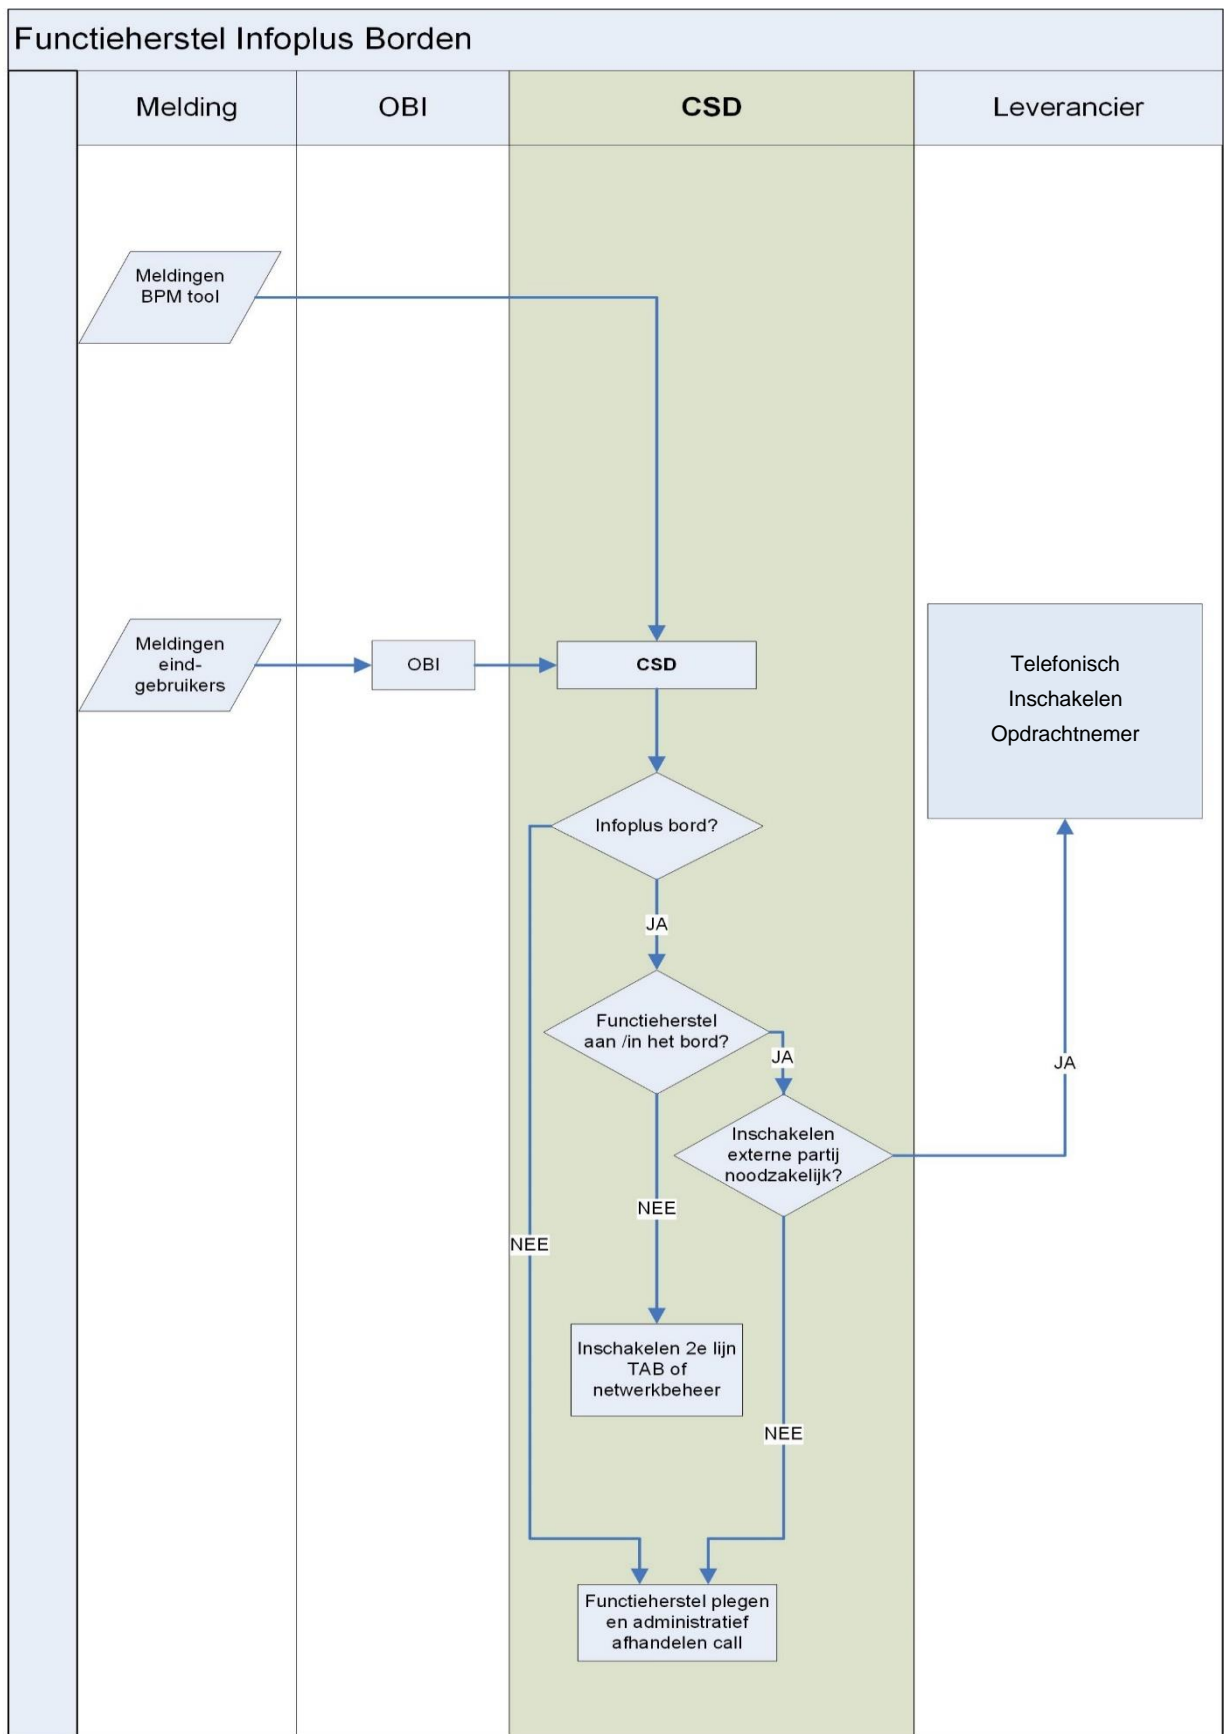 Functieherstel Infoplus Borden
Melding
OBI
CSD
Leverancier
Meldingen
BPM tool
Meldingen
eind-
gebruikers
OBI
CSD
Telefonisch
Inschakelen
Opdrachtnemer
Infoplus bord?
JA
Functieherstel
aan /in het bord?
JA
JA
Inschakelen
externe partij
noodzakelijk?
NEE
NEE
Inschakelen 2e lijn
TAB of
netwerkbeheer
NEE
Functieherstel plegen
en administratief
afhandelen call